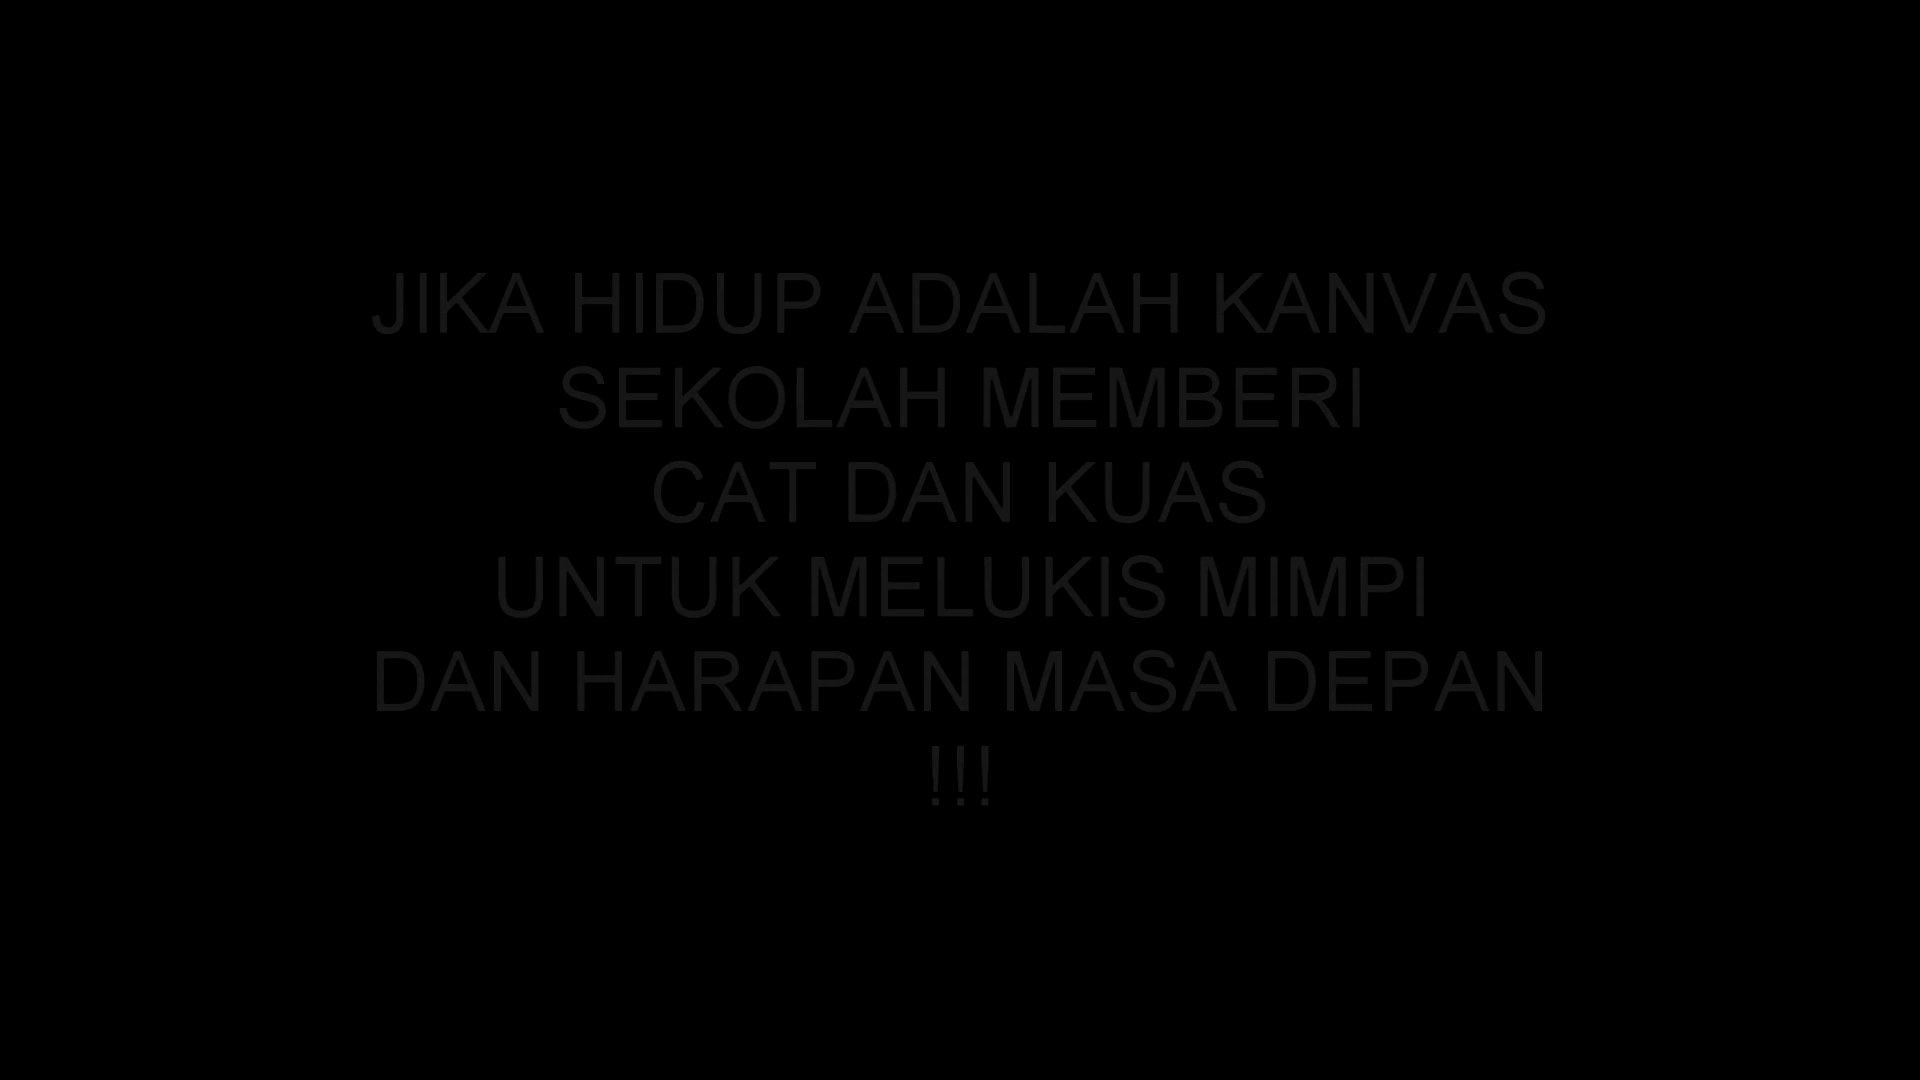 JIKA HIDUP ADALAH KANVAS
SEKOLAH MEMBERI
CAT DAN KUAS
UNTUK MELUKIS MIMPI
DAN HARAPAN MASA DEPAN
!!!